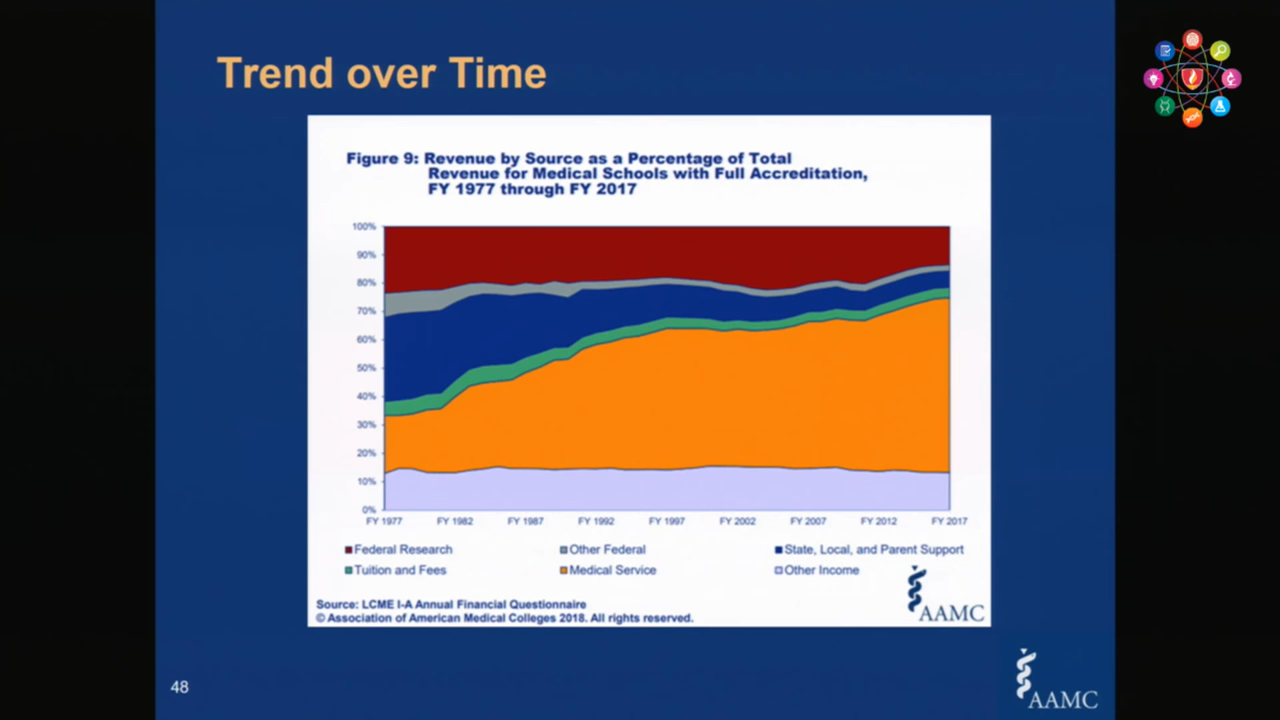 Trend over Time
Figure 9: Revenue by Source as a Percentage of Total
Revenue for Medical Schools with Full Accreditation,
FY 1977 through FY 2017
100%
90%
80%
70%
60%
50%
40%
30%
20%
10%
0%
FY 1977 FY 1982 FY 1987 FY 1992 FY 1997 FY 2002 FY 2007 FY 2012 FY 2017
Federal Research Other Federal State, Local, and Parent Support
Tuition and Fees Medical Service Other Income
Source: LCME I-A Annual Financial Questionnaire
© Association of American Medical Colleges 2018. All rights reserved.
AAMC
48
AAMC